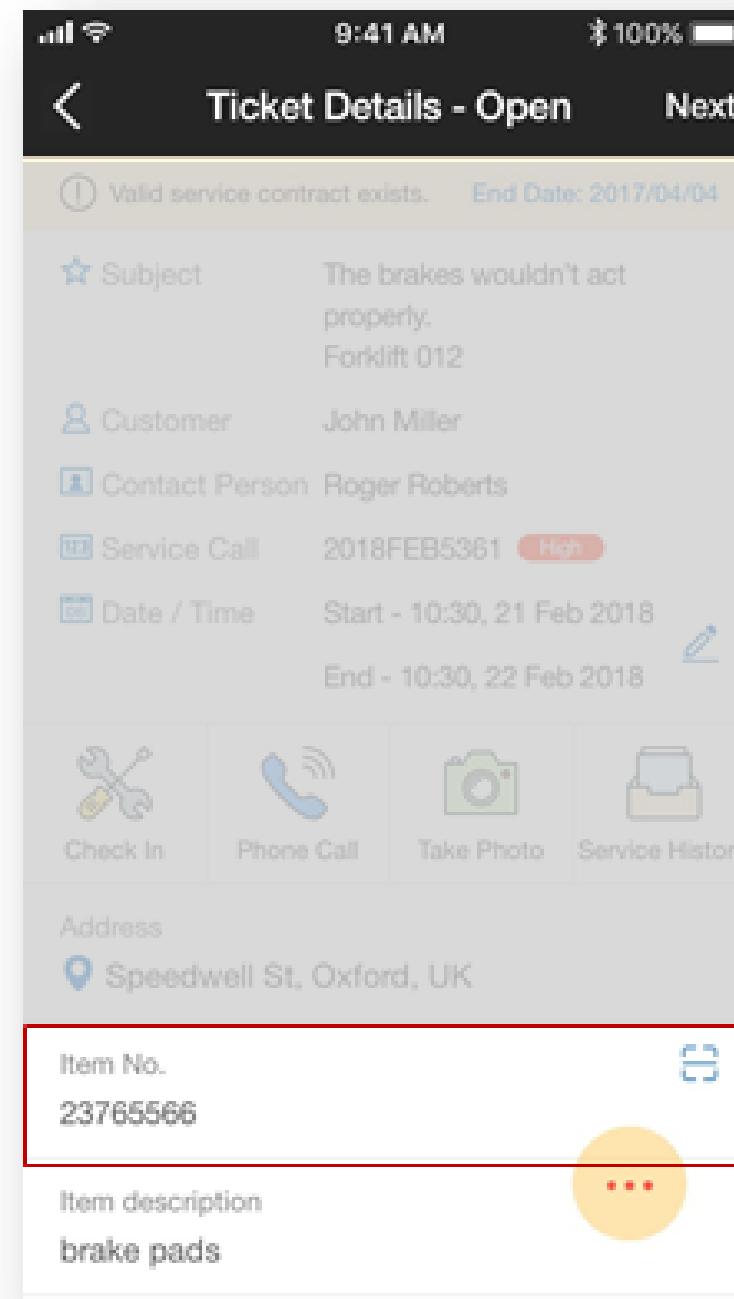 9:41 AM
100%
Ticket Details - Open
Next
Valid service contract exists. End Date: 2017/04/04
Subject
The brakes wouldn't act
properly.
Forklift 012
Customer John Miller
Contact Person Roger Roberts
123 Service Call 2018FEB5361 High
Date / Time Start - 10:30, 21 Feb 2018
End - 10:30, 22 Feb 2018
Check In Phone Call Take Photo Service Histor
Address
Speedwell St, Oxford, UK
Item No.
23765566
Item description
brake pads